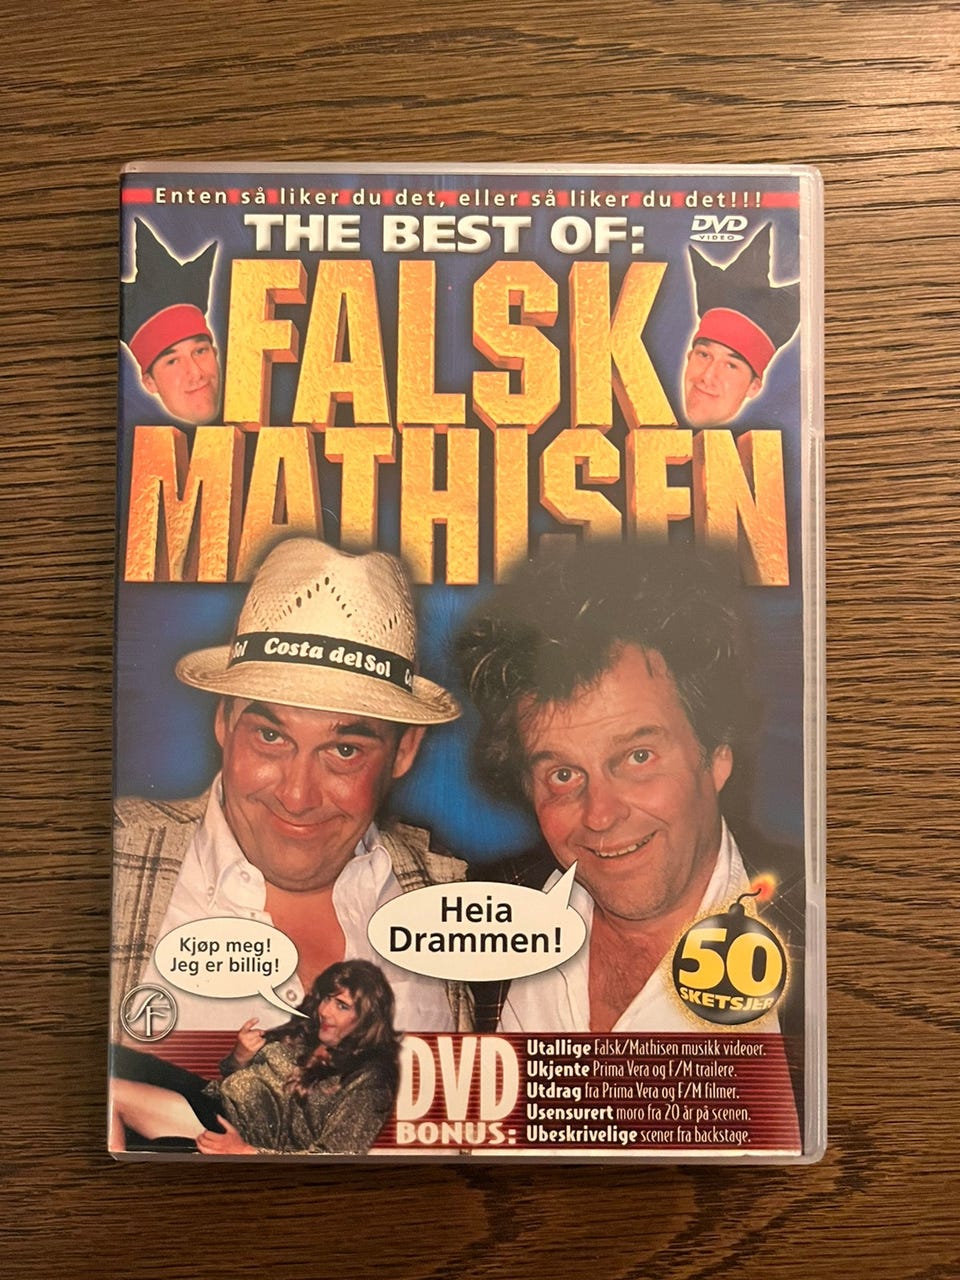 Enten så liker du det, eller så liker du det!!!
THE BEST OF:
DVD
VIDEO
FALSK
MATHISEN
Sol Costa del Sol Co
Heia
Drammen!
Kjøp meg!
Jeg er billig!
50
SKETSJER
SF
DVD
BONUS:
Utallige Falsk/Mathisen musikk videoer.
Ukjente Prima Vera og F/M trailere.
Utdrag fra Prima Vera og F/M filmer.
Usensurert moro fra 20 år på scenen.
Ubeskrivelige scener fra backstage.